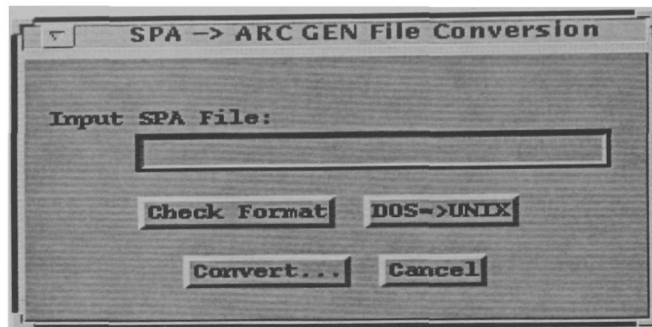 SPA -> ARC GEN File Conversion
Input SPA File:
Check Format DOS->UNIX
Convert... Cancel